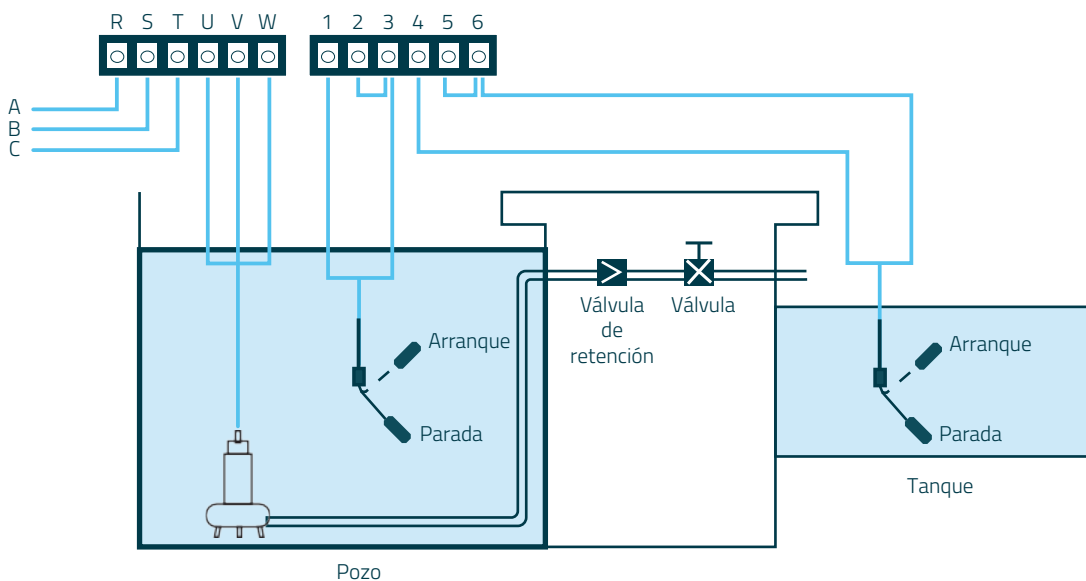 R S T U V W
1 2 3 4 5 6
A
B
C
Válvula
de
retención
Válvula
Arranque
Parada
Arranque
Parada
Tanque
Pozo